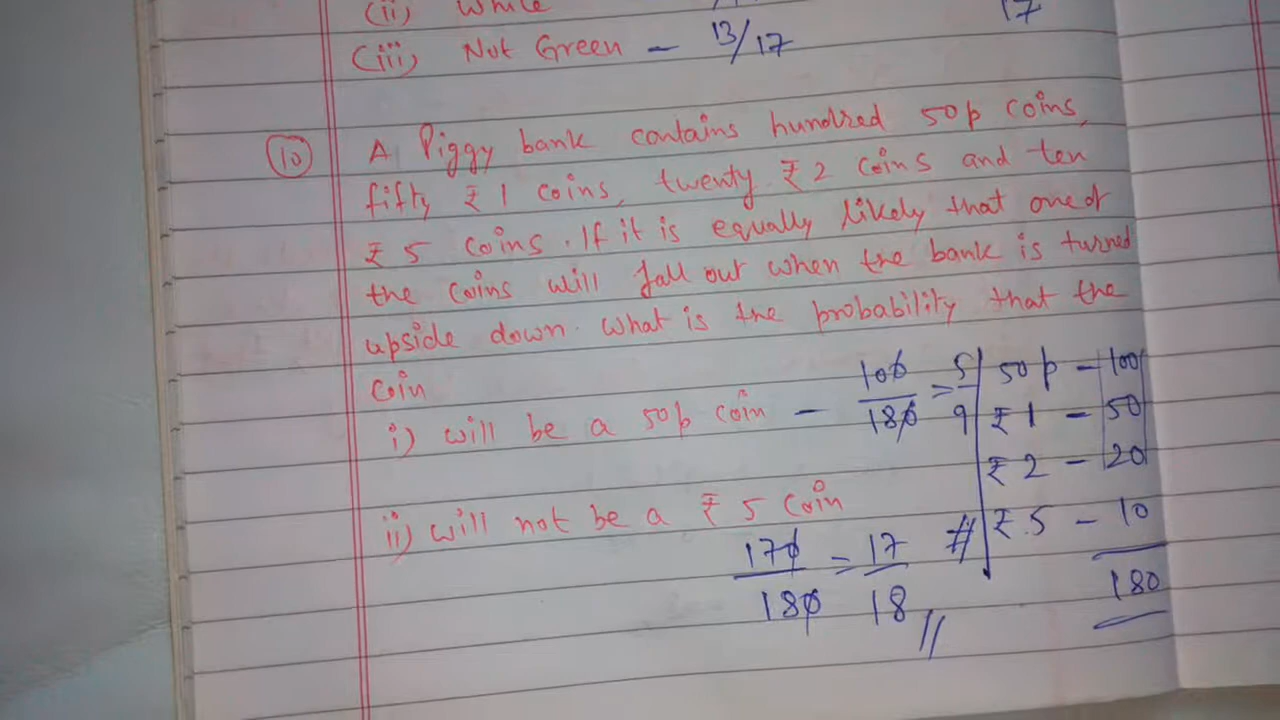 (ii) While
17
(iii) Not Green — 13/17
(10) A Piggy bank contains hundred 50p coins,
fifty ₹ 1 coins, twenty ₹ 2 coins and ten
₹ 5 coins. If it is equally likely that one of
the coins will fall out when the bank is turned
upside down. What is the probability that the
coin
i) will be a 50p coin — 100/180 = 5/9
ii) will not be a ₹ 5 coin
170/180 = 17/18 //
50p — 100
₹ 1 — 50
₹ 2 — 20
# ₹.5 — 10
180